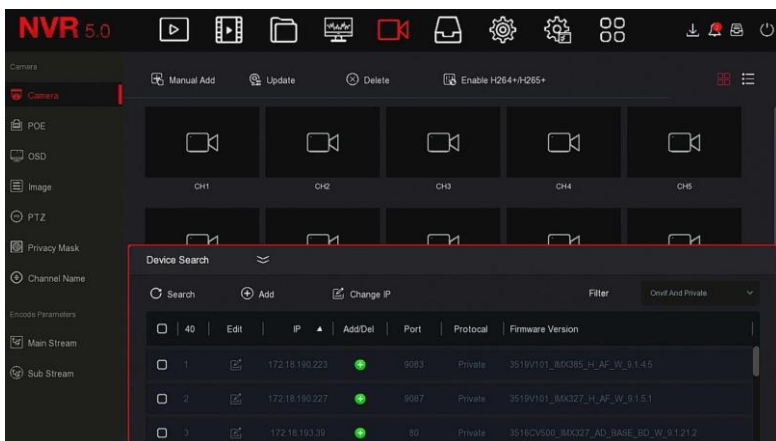 NVR 5.0
Camera
Manual Add Update Delete Enable H264+/H265+
Camera
POE
OSD
Image
CH1 CH2 CH3 CH4 CH5
PTZ
Privacy Mask
Channel Name
Device Search
Search Add Change IP Filter Onvif And Private
Encode Parameters
Main Stream
Sub Stream
40 Edit IP Add/Del Port Protocal Firmware Version
1 172.18.190.223 9083 Private 3519V101_IMX385_H_AF_W_9.1.4.5
2 172.18.190.227 9087 Private 3519V101_IMX327_H_AF_W_9.1.5.1
3 172.18.193.39 80 Private 3516CV500_IMX327_AD_BASE_BD_W_9.1.21.2